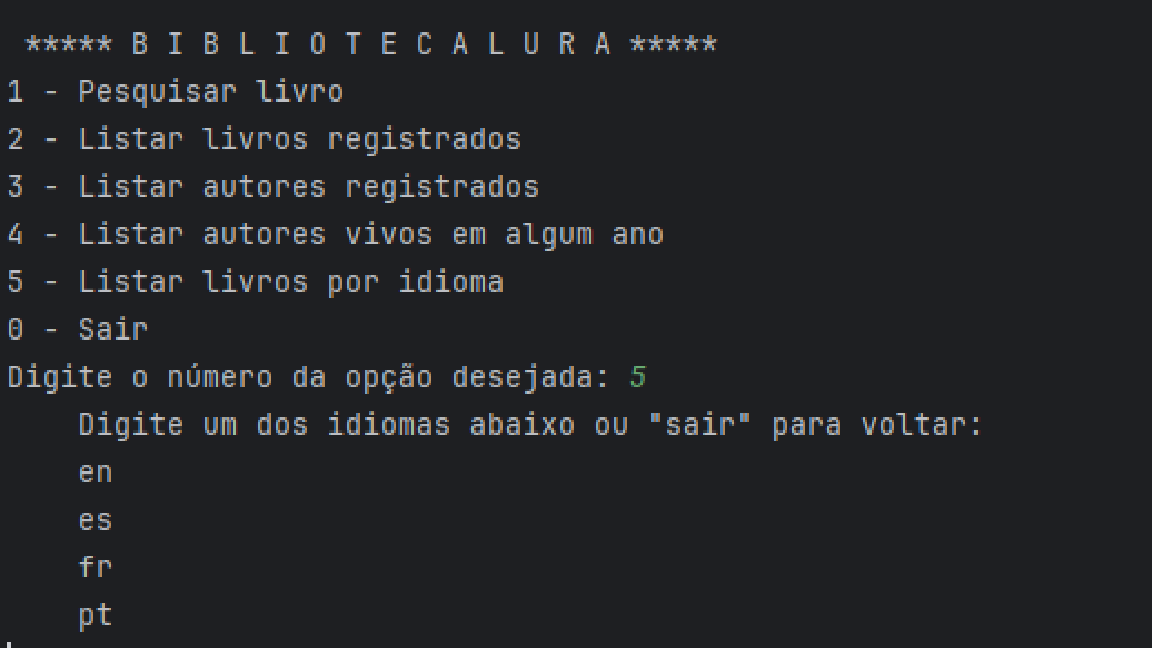 ***** B I B L I O T E C A L U R A *****
1 - Pesquisar livro
2 - Listar livros registrados
3 - Listar autores registrados
4 - Listar autores vivos em algum ano
5 - Listar livros por idioma
0 - Sair
Digite o número da opção desejada: 5
Digite um dos idiomas abaixo ou "sair" para voltar:
en
es
fr
pt